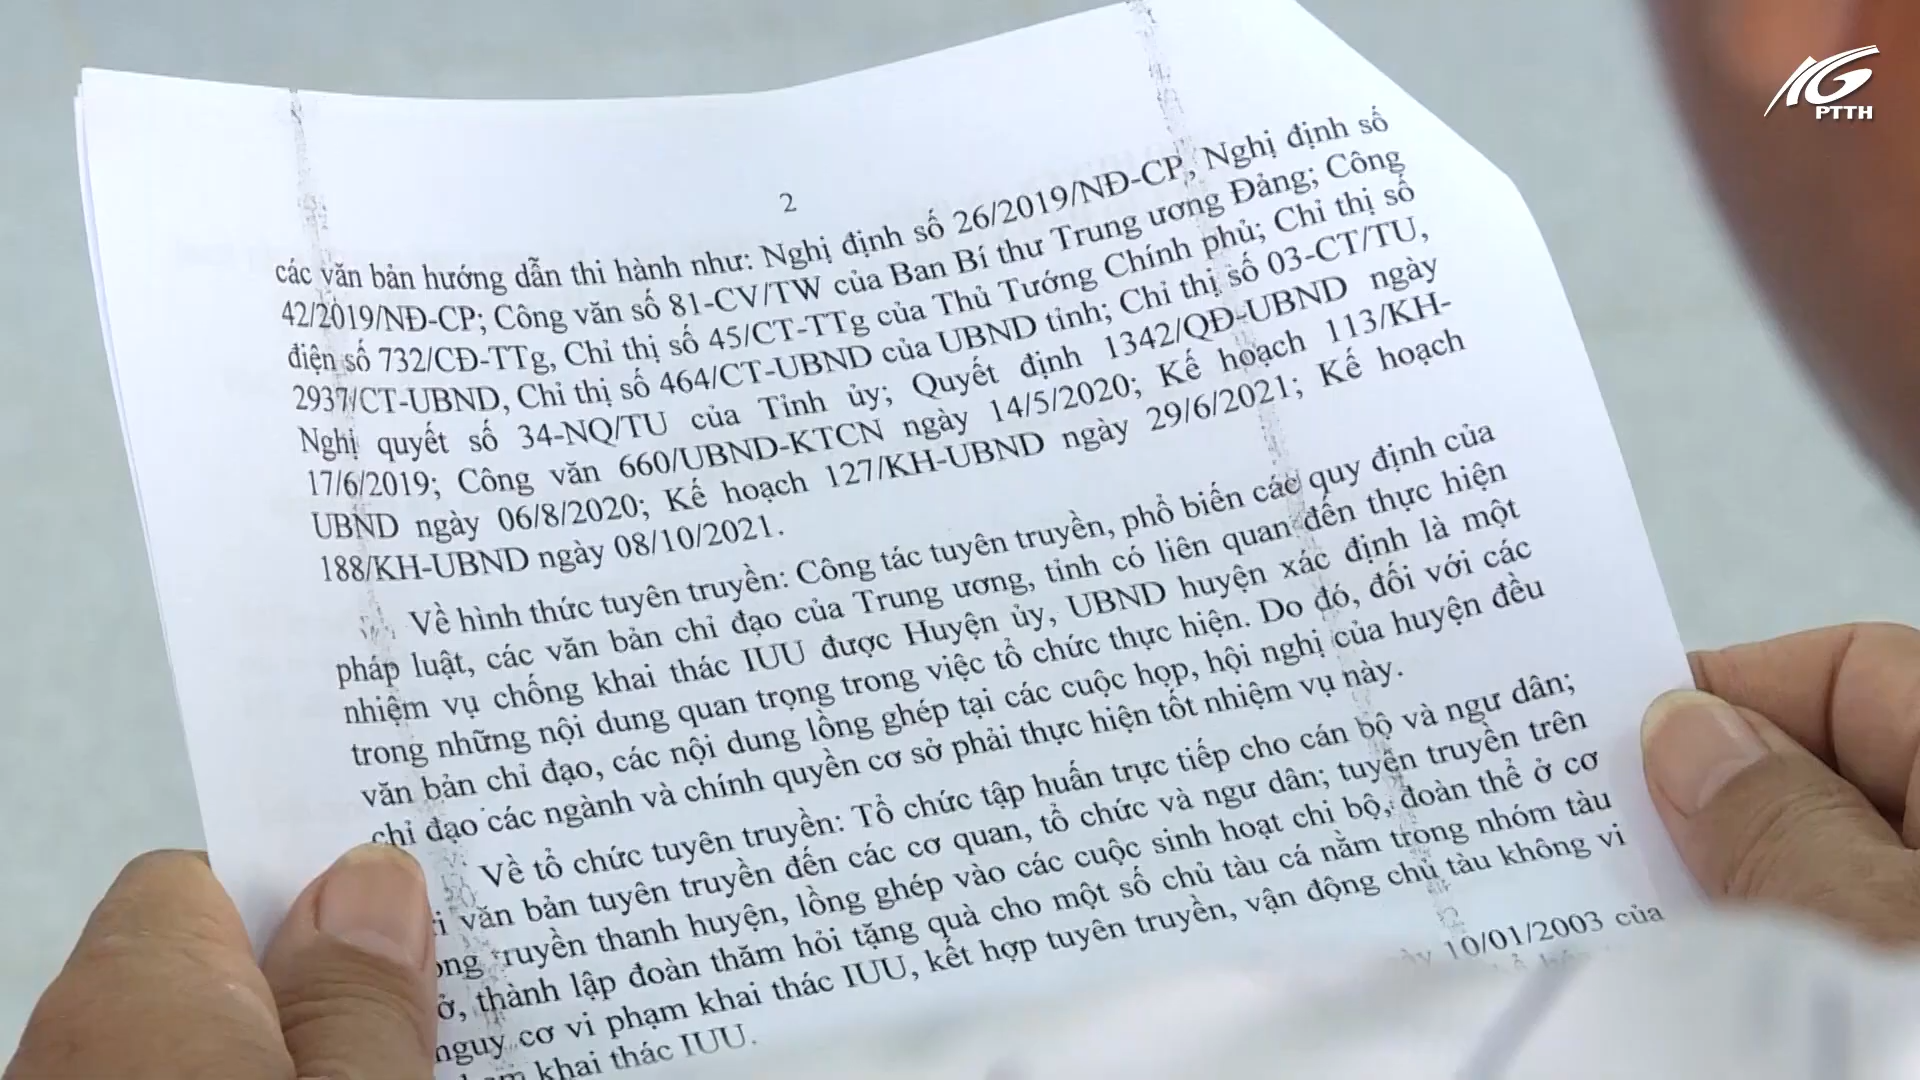 KG
PTTH
2
các văn bản hướng dẫn thi hành như: Nghị định số 26/2019/NĐ-CP, Nghị định số
42/2019/NĐ-CP; Công văn số 81-CV/TW của Ban Bí thư Trung ương Đảng; Công
điện số 732/CĐ-TTg, Chỉ thị số 45/CT-TTg của Thủ Tướng Chính phủ; Chỉ thị số
2937/CT-UBND, Chỉ thị số 464/CT-UBND của UBND tỉnh; Chỉ thị số 03-CT/TU,
Nghị quyết số 34-NQ/TU của Tỉnh ủy; Quyết định 1342/QĐ-UBND ngày
17/6/2019; Công văn 660/UBND-KTCN ngày 14/5/2020; Kế hoạch 113/KH-
UBND ngày 06/8/2020; Kế hoạch 127/KH-UBND ngày 29/6/2021; Kế hoạch
188/KH-UBND ngày 08/10/2021.
Về hình thức tuyên truyền: Công tác tuyên truyền, phổ biến các quy định của
pháp luật, các văn bản chỉ đạo của Trung ương, tỉnh có liên quan đến thực hiện
nhiệm vụ chống khai thác IUU được Huyện ủy, UBND huyện xác định là một
trong những nội dung quan trọng trong việc tổ chức thực hiện. Do đó, đối với các
văn bản chỉ đạo, các nội dung lồng ghép tại các cuộc họp, hội nghị của huyện đều
chỉ đạo các ngành và chính quyền cơ sở phải thực hiện tốt nhiệm vụ này.
Về tổ chức tuyên truyền: Tổ chức tập huấn trực tiếp cho cán bộ và ngư dân;
văn bản tuyên truyền đến các cơ quan, tổ chức và ngư dân; tuyên truyền trên
truyền thanh huyện, lồng ghép vào các cuộc sinh hoạt chi bộ, đoàn thể ở cơ
ở, thành lập đoàn thăm hỏi tặng quà cho một số chủ tàu cá nằm trong nhóm tàu
nguy cơ vi phạm khai thác IUU, kết hợp tuyên truyền, vận động chủ tàu không vi
khai thác IUU.
10/01/2003 của